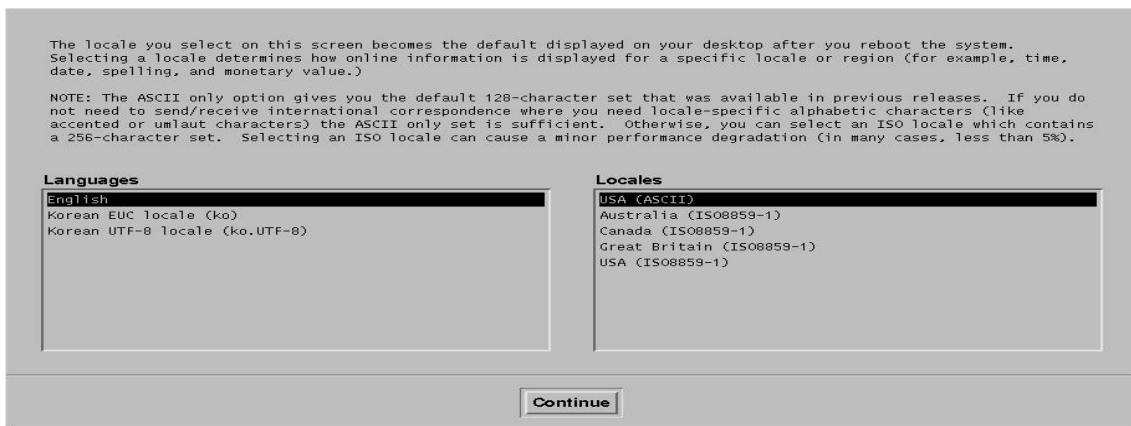 The locale you select on this screen becomes the default displayed on your desktop after you reboot the system.
Selecting a locale determines how online information is displayed for a specific locale or region (for example, time,
date, spelling, and monetary value.)
NOTE: The ASCII only option gives you the default 128-character set that was available in previous releases.  If you do
not need to send/receive international correspondence where you need locale-specific alphabetic characters (like
accented or umlaut characters) the ASCII only set is sufficient.  Otherwise, you can select an ISO locale which contains
a 256-character set.  Selecting an ISO locale can cause a minor performance degradation (in many cases, less than 5%).
Languages
English
Korean EUC locale (ko)
Korean UTF-8 locale (ko.UTF-8)
Locales
USA (ASCII)
Australia (ISO8859-1)
Canada (ISO8859-1)
Great Britain (ISO8859-1)
USA (ISO8859-1)
Continue